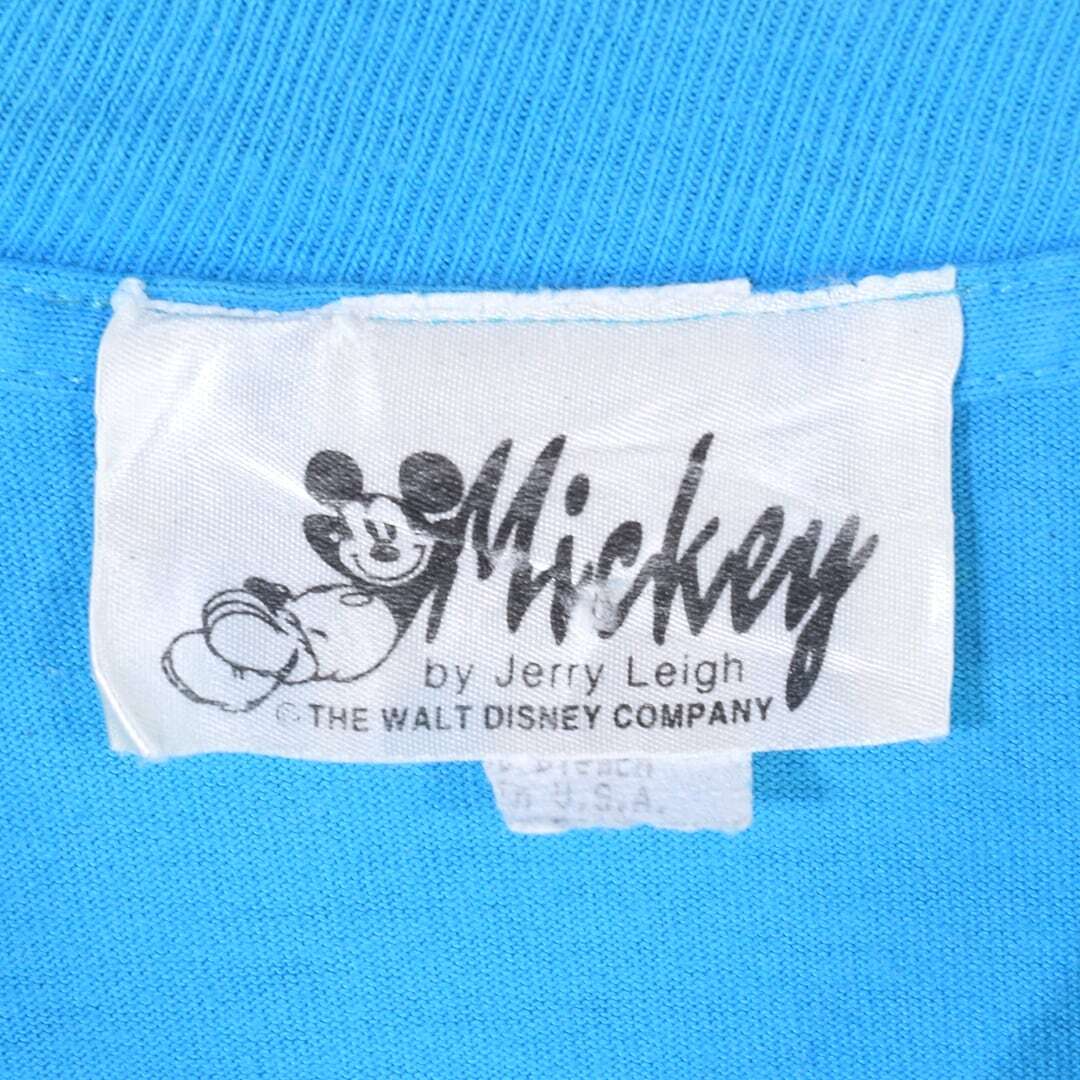 Mickey
by Jerry Leigh
© THE WALT DISNEY COMPANY
U.S.A.